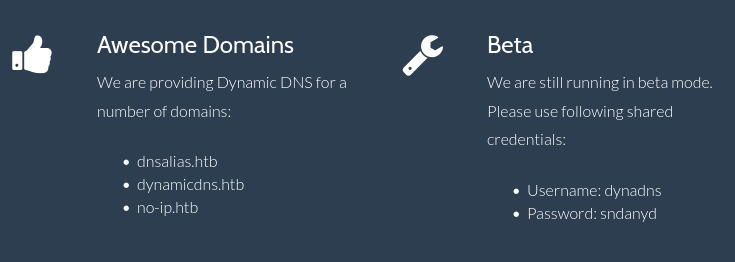 Awesome Domains
We are providing Dynamic DNS for a
number of domains:
• dnsalias.htb
• dynamicdns.htb
• no-ip.htb
Beta
We are still running in beta mode.
Please use following shared
credentials:
• Username: dynadns
• Password: sndanyd